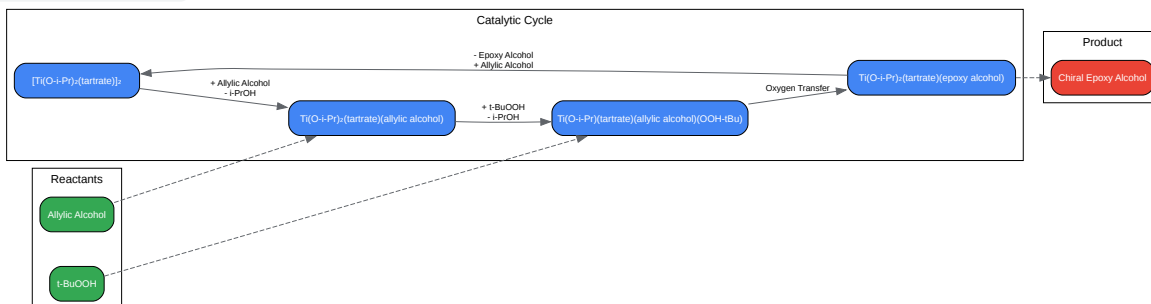 Catalytic Cycle
[Ti(O-i-Pr)₂(tartrate)]₂
+ Allylic Alcohol
- i-PrOH
Ti(O-i-Pr)₂(tartrate)(allylic alcohol)
+ t-BuOOH
- i-PrOH
Ti(O-i-Pr)(tartrate)(allylic alcohol)(OOH-tBu)
Oxygen Transfer
Ti(O-i-Pr)₂(tartrate)(epoxy alcohol)
- Epoxy Alcohol
+ Allylic Alcohol
Product
Chiral Epoxy Alcohol
Reactants
Allylic Alcohol
t-BuOOH